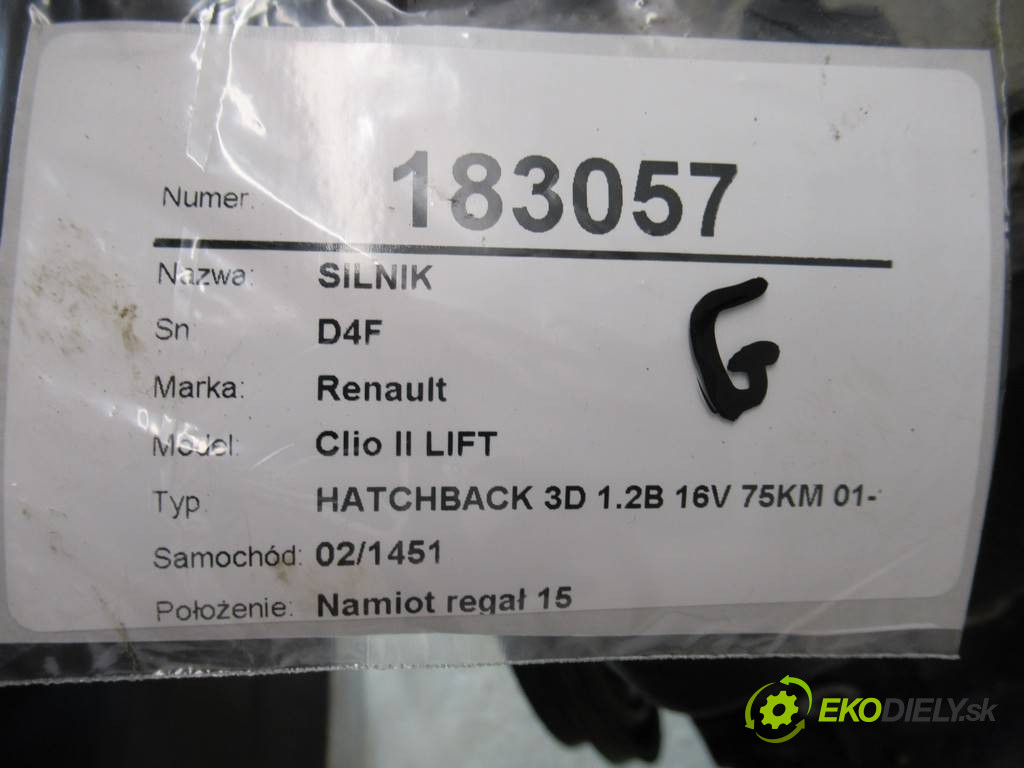 Numer: 183057
Nazwa: SILNIK
Sn D4F
Marka: Renault
Model: Clio II LIFT
Typ HATCHBACK 3D 1.2B 16V 75KM 01-
Samochód: 02/1451
Położenie: Namiot regał 15
G
EKODIELY.sk